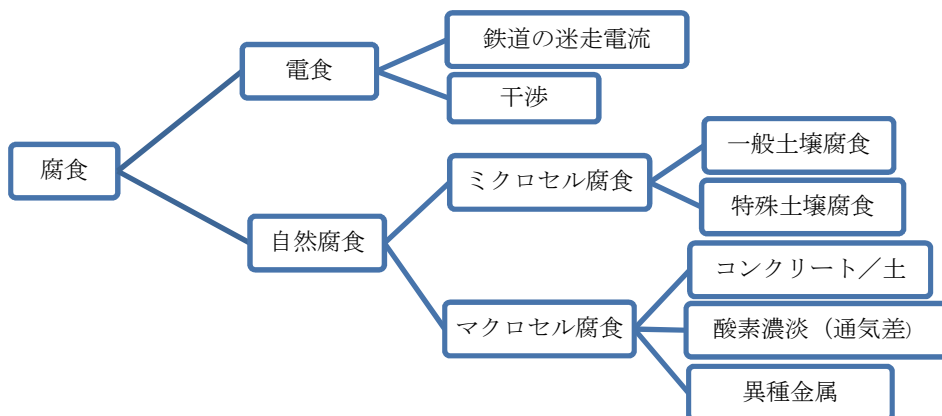 腐食
電食
鉄道の迷走電流
干渉
自然腐食
ミクロセル腐食
一般土壌腐食
特殊土壌腐食
マクロセル腐食
コンクリート／土
酸素濃淡（通気差）
異種金属